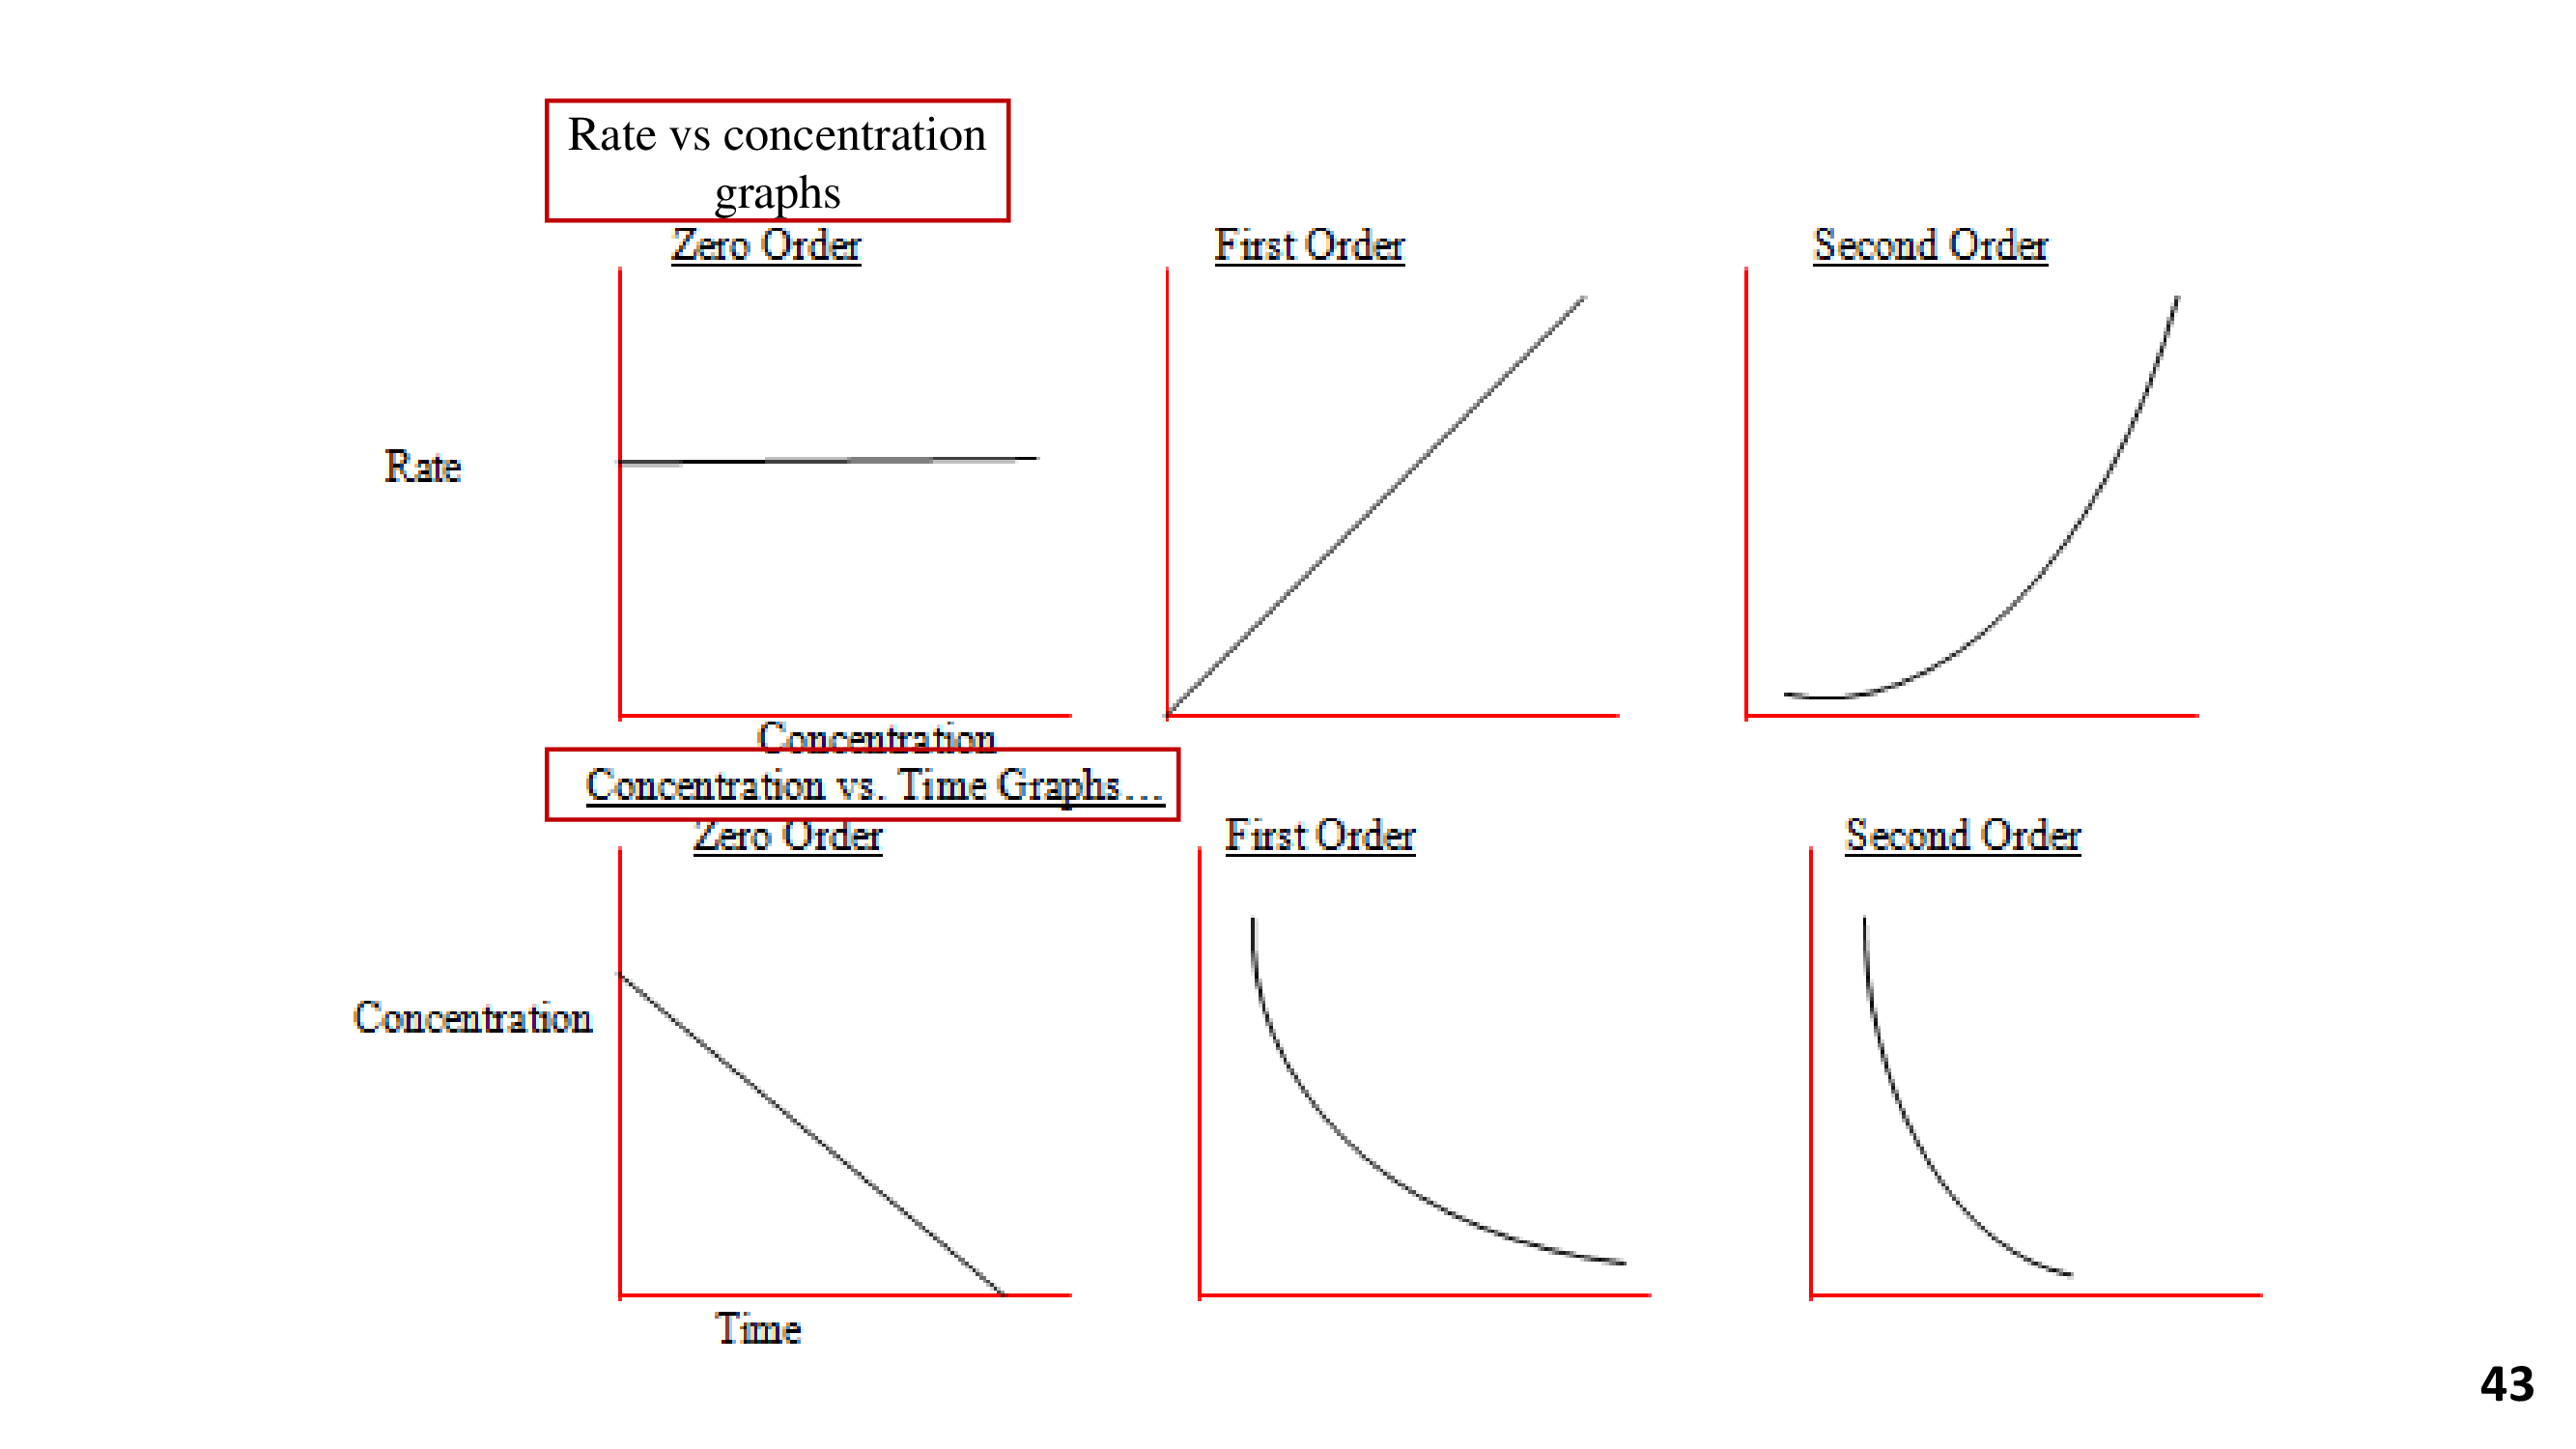 Rate vs concentration
graphs
Zero Order
First Order
Second Order
Rate
Concentration
Concentration vs. Time Graphs...
Zero Order
First Order
Second Order
Concentration
Time
43